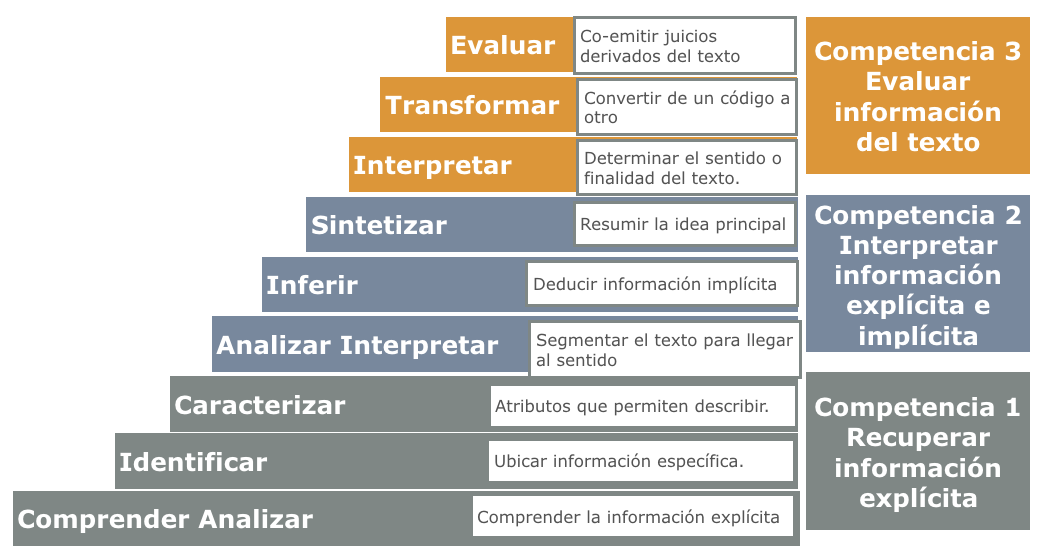 Evaluar
Co-emitir juicios
derivados del texto
Transformar
Convertir de un código a
otro
Interpretar
Determinar el sentido o
finalidad del texto.
Competencia 3
Evaluar
información
del texto
Sintetizar
Resumir la idea principal
Inferir
Deducir información implícita
Analizar Interpretar
Segmentar el texto para llegar
al sentido
Competencia 2
Interpretar
información
explícita e
implícita
Caracterizar
Atributos que permiten describir.
Identificar
Ubicar información específica.
Comprender Analizar
Comprender la información explícita
Competencia 1
Recuperar
información
explícita